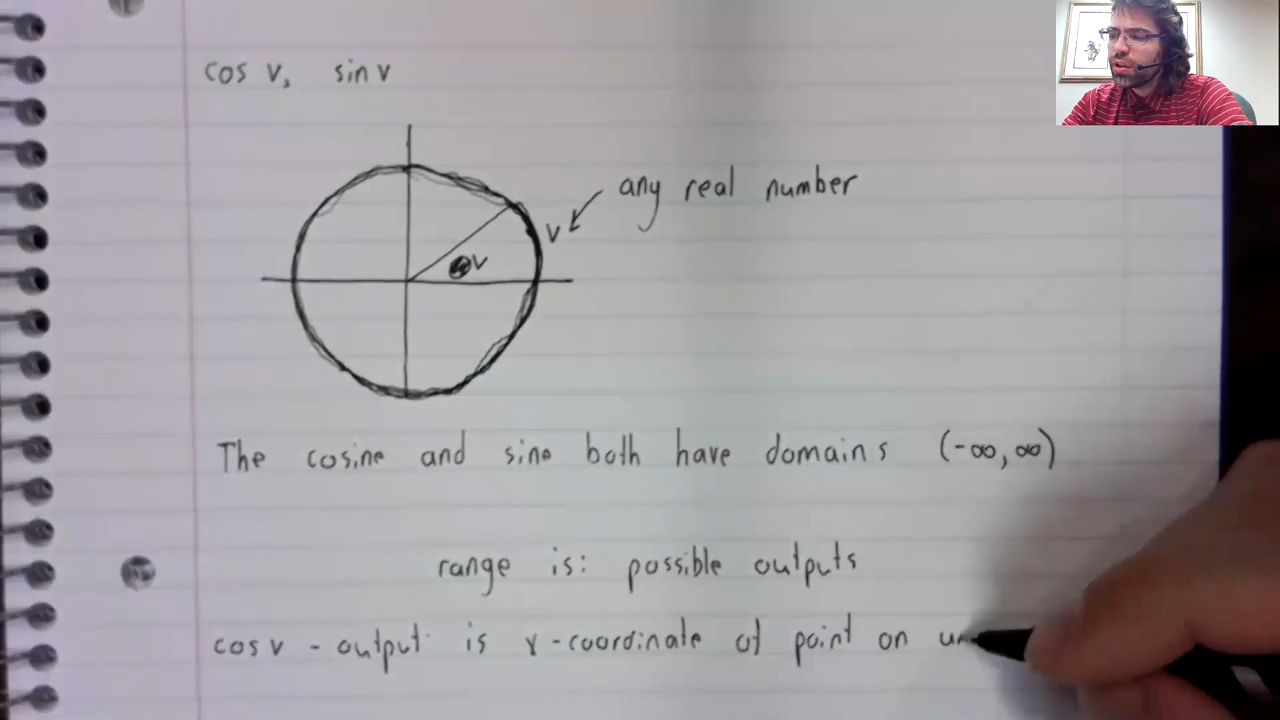 cos v, sin v
any real number
v
v
The cosine and sine both have domains (-∞, ∞)
range is: possible outputs
cos v - output is x-coordinate of point on un